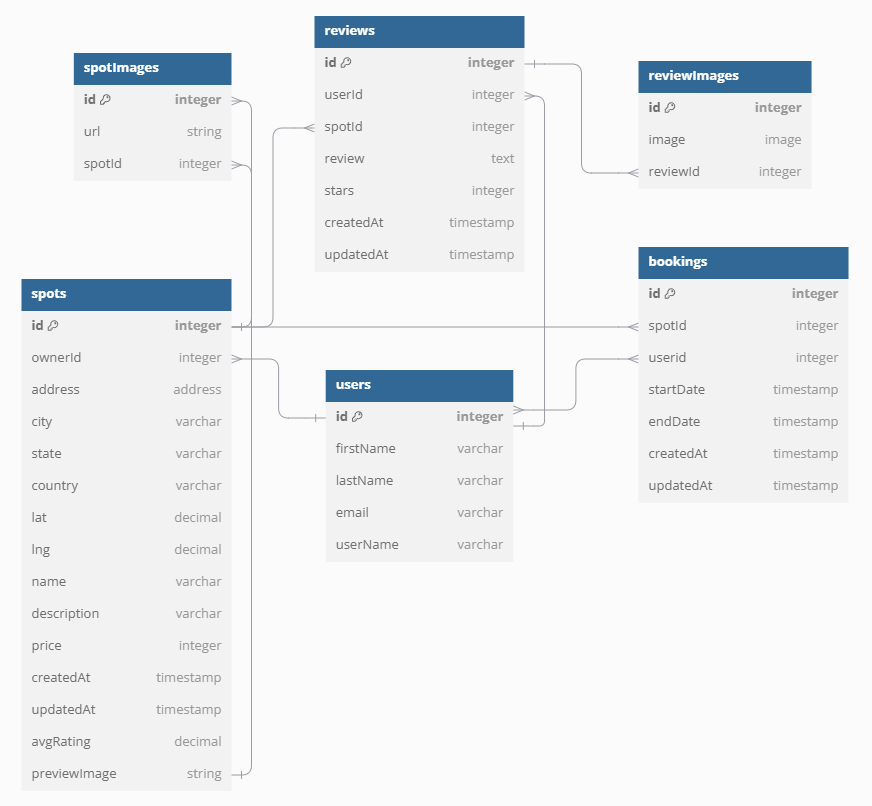 spotImages
id integer
url string
spotId integer
reviews
id integer
userId integer
spotId integer
review text
stars integer
createdAt timestamp
updatedAt timestamp
reviewImages
id integer
image image
reviewId integer
bookings
id integer
spotId integer
userid integer
startDate timestamp
endDate timestamp
createdAt timestamp
updatedAt timestamp
spots
id integer
ownerId integer
address address
city varchar
state varchar
country varchar
lat decimal
lng decimal
name varchar
description varchar
price integer
createdAt timestamp
updatedAt timestamp
avgRating decimal
previewImage string
users
id integer
firstName varchar
lastName varchar
email varchar
userName varchar